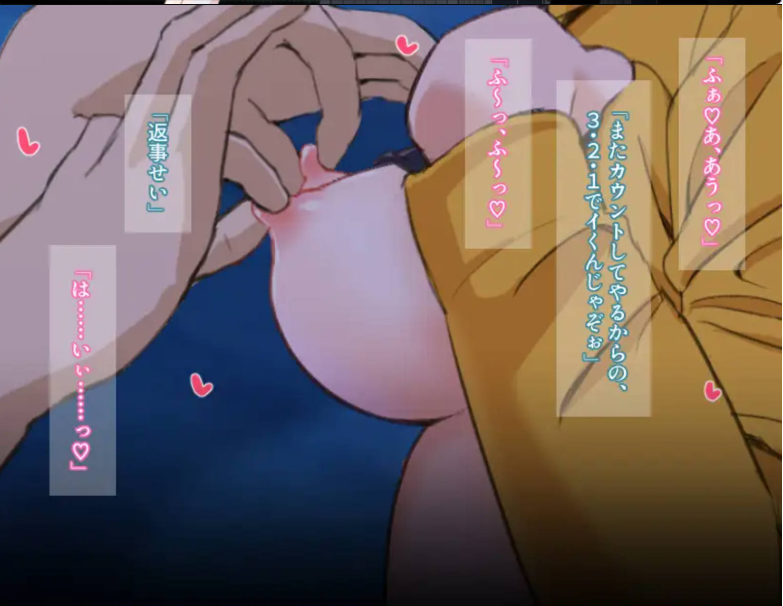 「ふぁ♡あ、あうっ♡」
「またカウントしてやるからの、
3・2・1でイくんじゃぞぉ」
「ふ〜っ、ふ〜っ♡」
「返事せい」
「は……いぃ……っ♡」